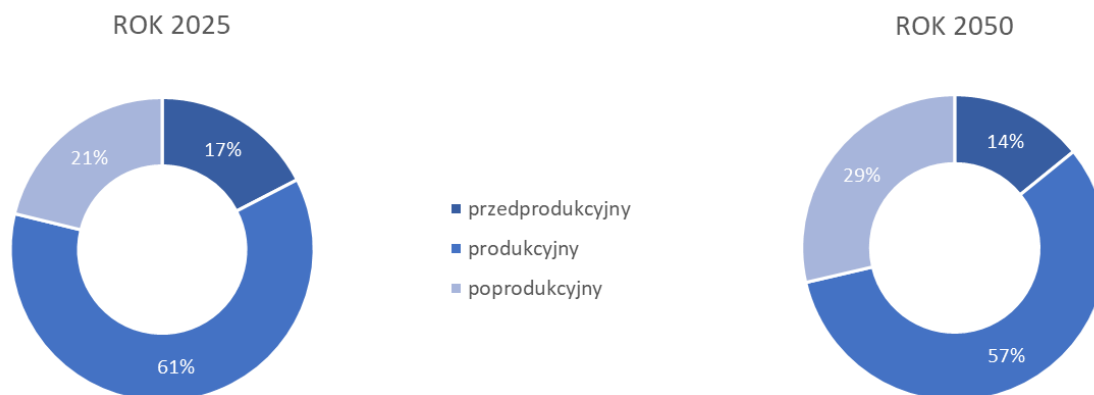 ROK 2025
17%
21%
61%
przedprodukcyjny
produkcyjny
poprodukcyjny
ROK 2050
14%
29%
57%